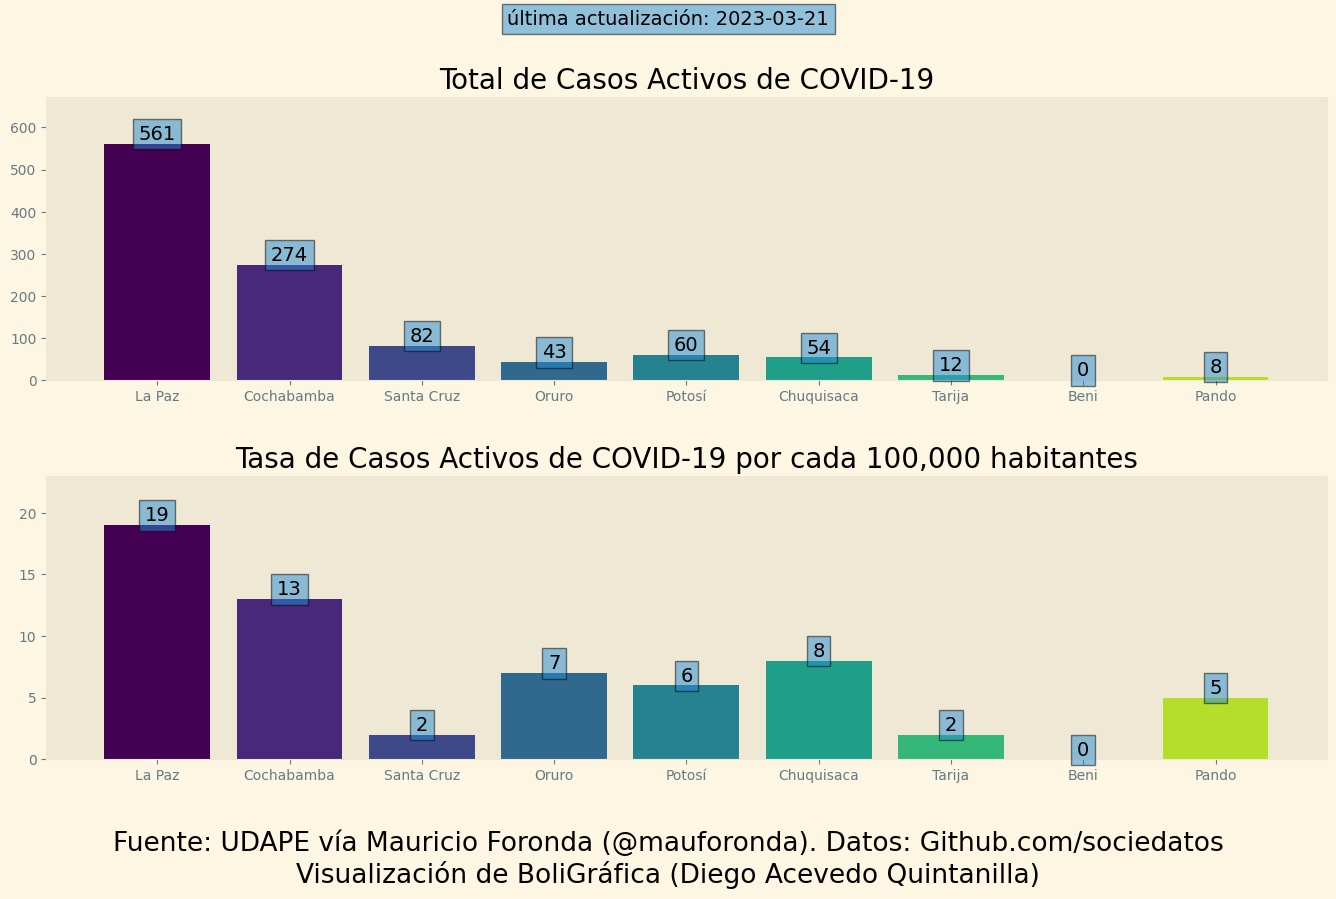 última actualización: 2023-03-21
Total de Casos Activos de COVID-19
600
500
400
300
200
100
0
561
274
82
43
60
54
12
0
8
La Paz
Cochabamba
Santa Cruz
Oruro
Potosí
Chuquisaca
Tarija
Beni
Pando
Tasa de Casos Activos de COVID-19 por cada 100,000 habitantes
20
15
10
5
0
19
13
2
7
6
8
2
0
5
La Paz
Cochabamba
Santa Cruz
Oruro
Potosí
Chuquisaca
Tarija
Beni
Pando
Fuente: UDAPE vía Mauricio Foronda (@mauforonda). Datos: Github.com/sociedatos
Visualización de BoliGráfica (Diego Acevedo Quintanilla)